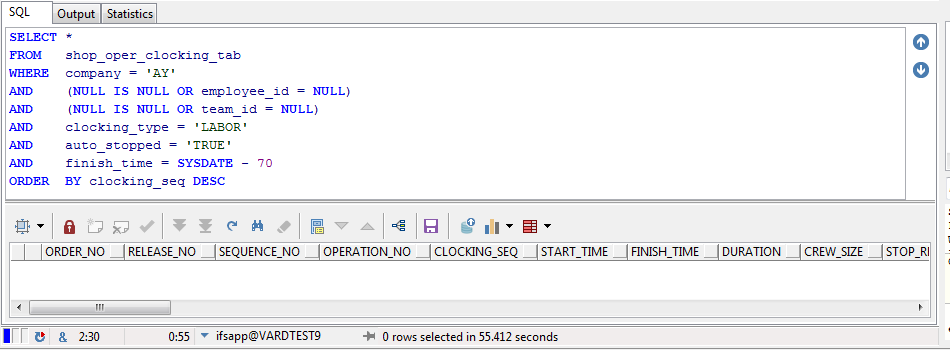 SQL Output Statistics
SELECT *
FROM shop_oper_clocking_tab
WHERE company = 'AY'
AND (NULL IS NULL OR employee_id = NULL)
AND (NULL IS NULL OR team_id = NULL)
AND clocking_type = 'LABOR'
AND auto_stopped = 'TRUE'
AND finish_time = SYSDATE - 70
ORDER BY clocking_seq DESC
ORDER_NO RELEASE_NO SEQUENCE_NO OPERATION_NO CLOCKING_SEQ START_TIME FINISH_TIME DURATION CREW_SIZE
& 2:30 0:55 ifsapp@VARDTEST9 0 rows selected in 55.412 seconds